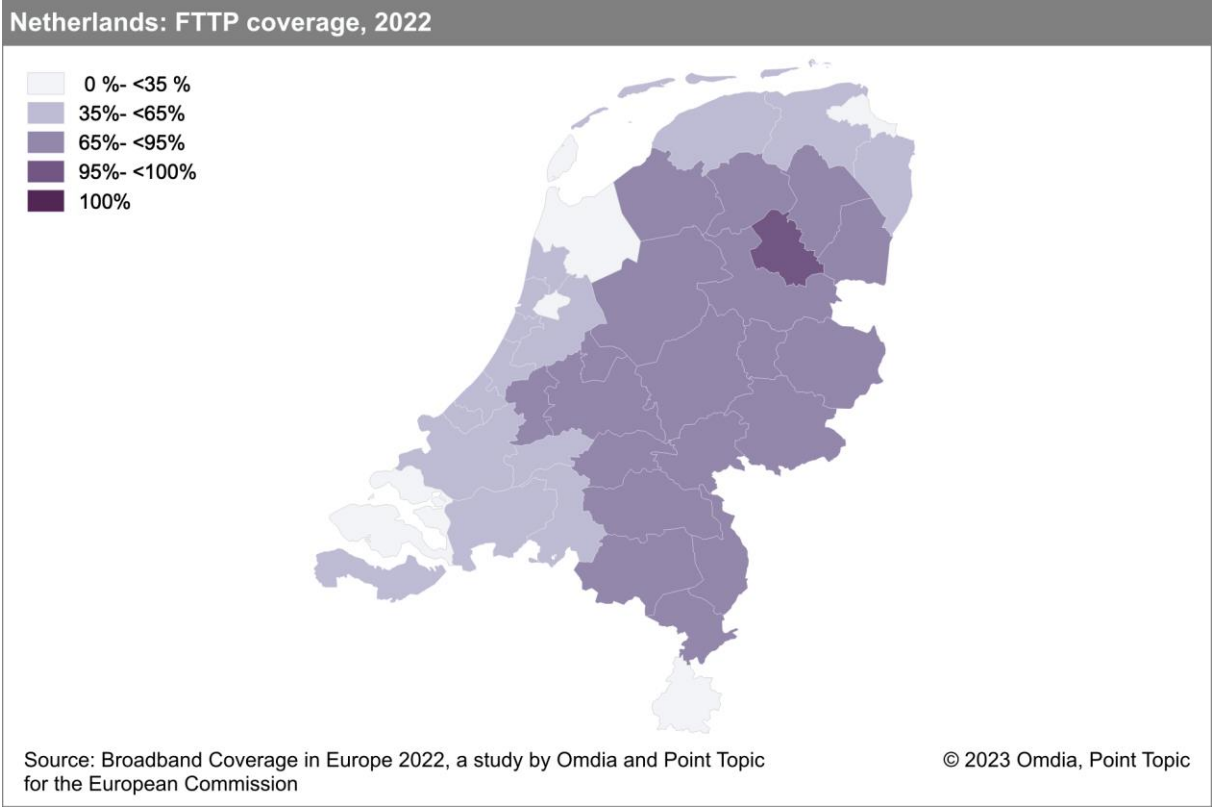 Netherlands: FTTP coverage, 2022
0 %- <35 %
35%- <65%
65%- <95%
95%- <100%
100%
Source: Broadband Coverage in Europe 2022, a study by Omdia and Point Topic
for the European Commission
© 2023 Omdia, Point Topic